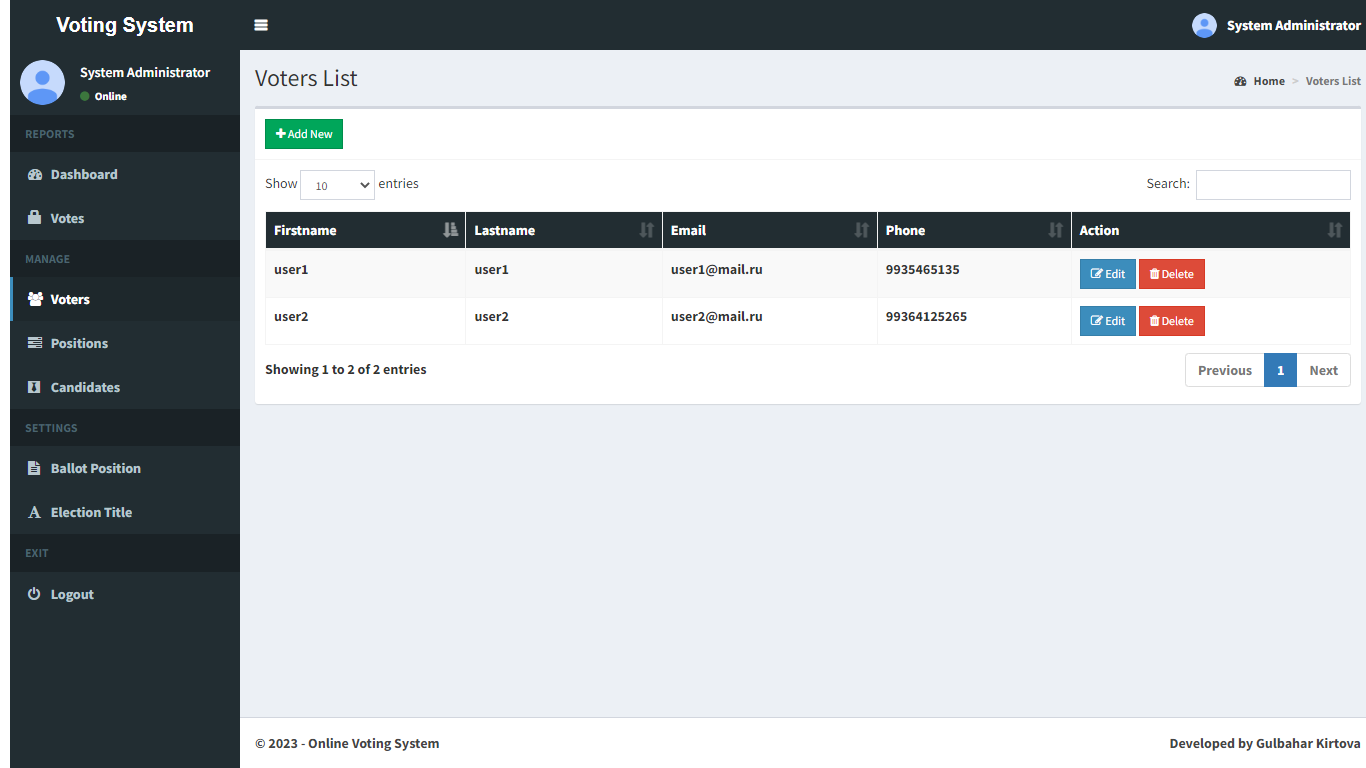 Voting System
System Administrator
System Administrator
Online
REPORTS
Dashboard
Votes
MANAGE
Voters
Positions
Candidates
SETTINGS
Ballot Position
Election Title
EXIT
Logout
Voters List
Home > Voters List
Add New
Show 10 entries
Search:
Firstname Lastname Email Phone Action
user1 user1 user1@mail.ru 9935465135 Edit Delete
user2 user2 user2@mail.ru 99364125265 Edit Delete
Showing 1 to 2 of 2 entries
Previous 1 Next
© 2023 - Online Voting System
Developed by Gulbahar Kirtova